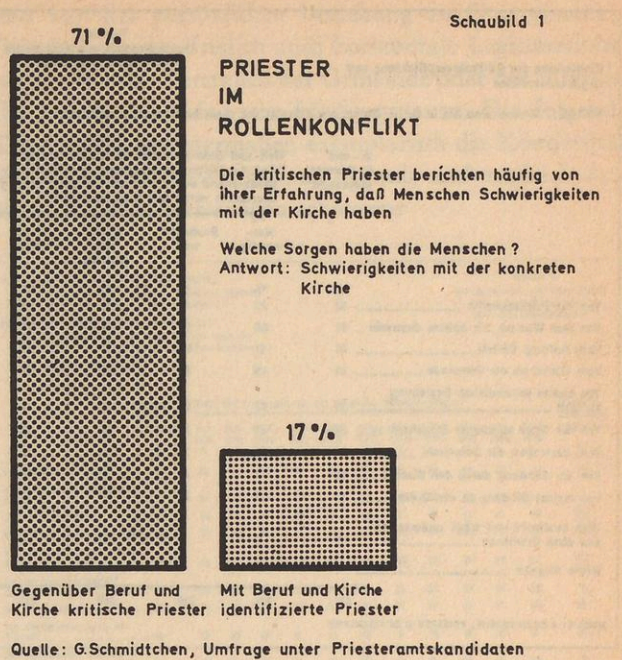 Schaubild 1
71 %
PRIESTER
IM
ROLLENKONFLIKT
Die kritischen Priester berichten häufig von
ihrer Erfahrung, daß Menschen Schwierigkeiten
mit der Kirche haben
Welche Sorgen haben die Menschen ?
Antwort: Schwierigkeiten mit der konkreten
Kirche
17 %
Gegenüber Beruf und
Kirche kritische Priester
Mit Beruf und Kirche
identifizierte Priester
Quelle: G.Schmidtchen, Umfrage unter Priesteramtskandidaten